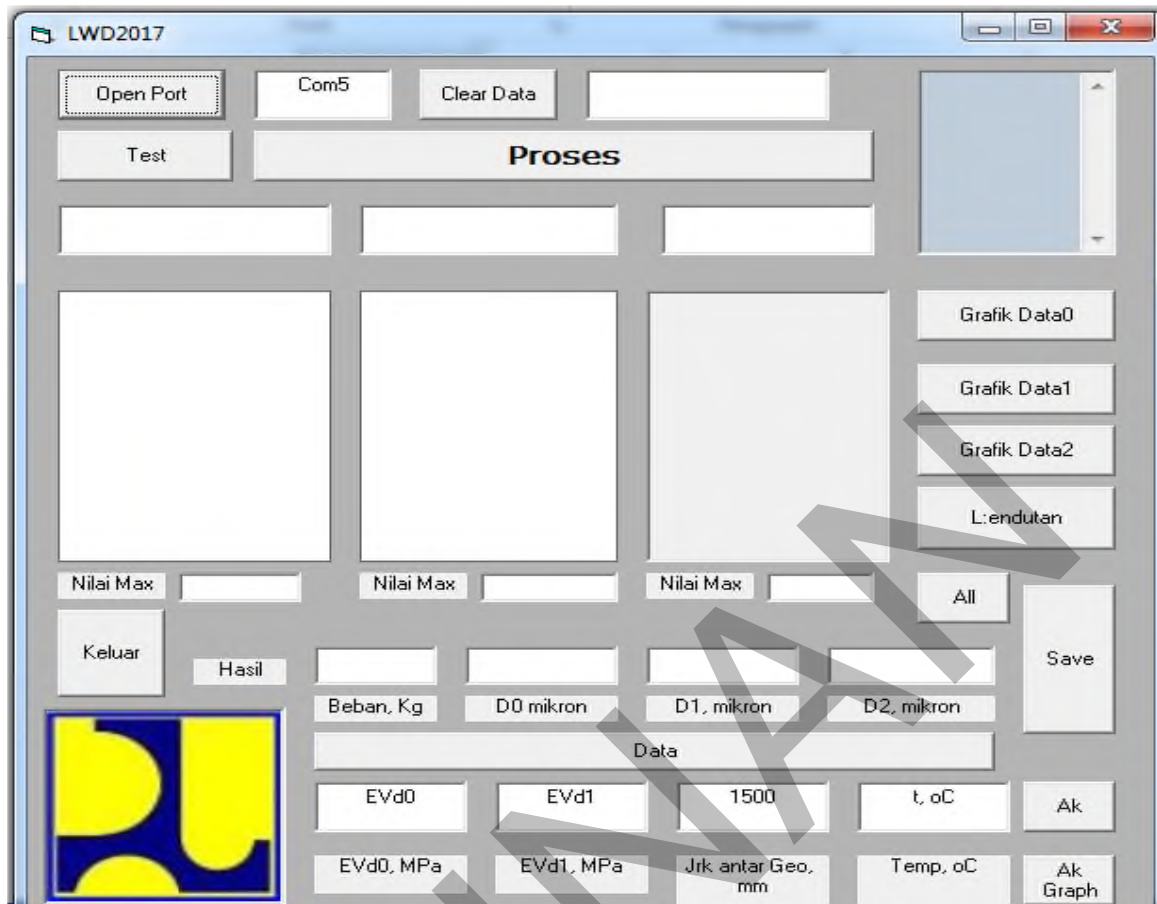 LWD2017
Open Port
Com5
Clear Data
Test
Proses
Grafik Data0
Grafik Data1
Grafik Data2
L:endutan
Nilai Max
Nilai Max
Nilai Max
All
Keluar
Hasil
Save
Beban, Kg
D0 mikron
D1, mikron
D2, mikron
Data
EVd0
EVd1
1500
t, oC
Ak
EVd0, MPa
EVd1, MPa
Jrk antar Geo,
mm
Temp, oC
Ak
Graph
NAN